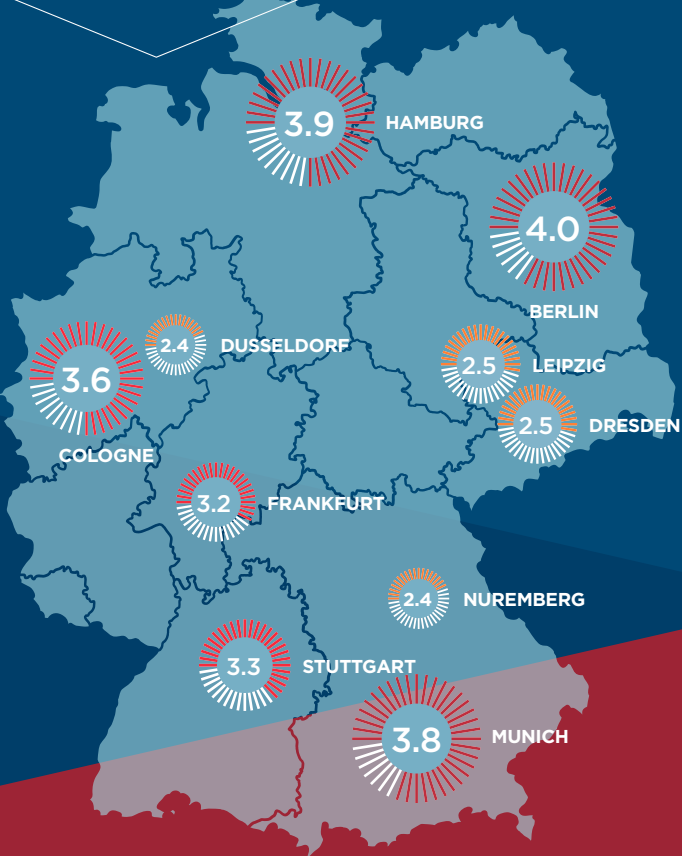 3.9 HAMBURG
4.0
BERLIN
2.4 DUSSELDORF
3.6
COLOGNE
2.5 LEIPZIG
2.5 DRESDEN
3.2 FRANKFURT
2.4 NUREMBERG
3.3 STUTTGART
3.8 MUNICH